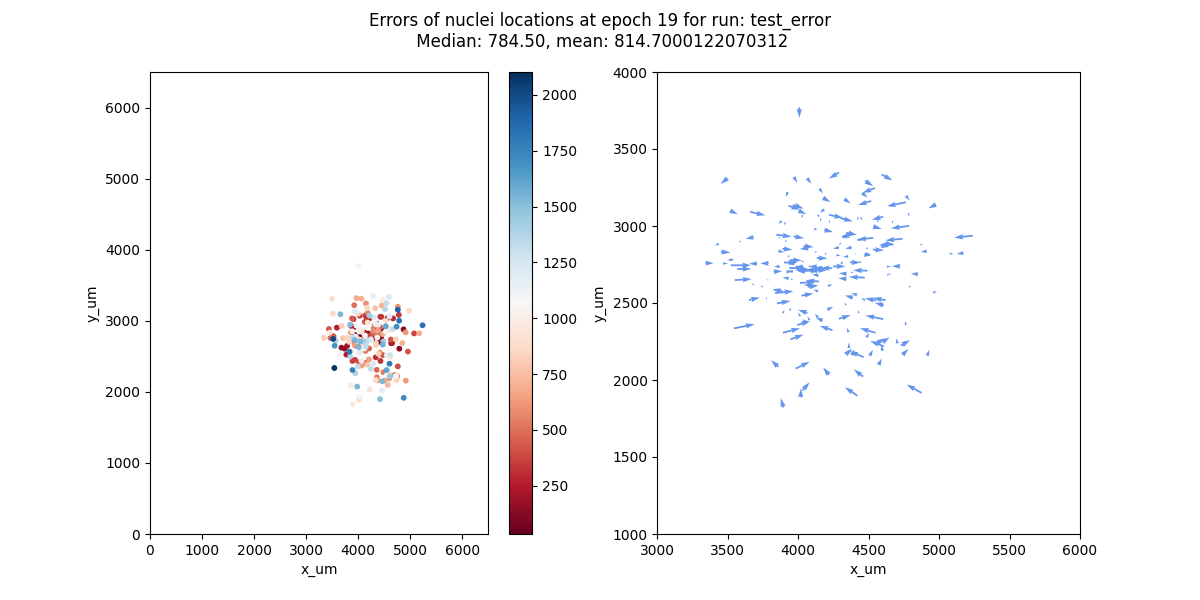 Errors of nuclei locations at epoch 19 for run: test_error
Median: 784.50, mean: 814.7000122070312
6000
5000
4000
3000
2000
1000
0
y_um
0 1000 2000 3000 4000 5000 6000
x_um
2000
1750
1500
1250
1000
750
500
250
4000
3500
3000
2500
2000
1500
1000
y_um
3000 3500 4000 4500 5000 5500 6000
x_um